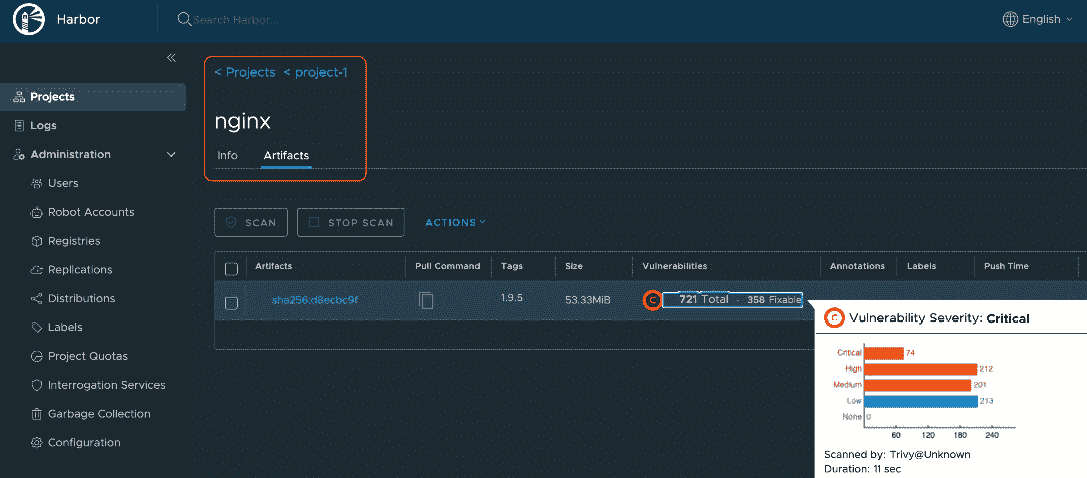 Harbor
Search Harbor...
English
«
< Projects < project-1
nginx
Info Artifacts
Projects
Logs
Administration
Users
Robot Accounts
Registries
Replications
Distributions
Labels
Project Quotas
Interrogation Services
Garbage Collection
Configuration
SCAN STOP SCAN ACTIONS
Artifacts Pull Command Tags Size Vulnerabilities Annotations Labels Push Time
sha256:d8ecbc9f 1.9.5 53.33MiB C 721 Total · 358 Fixable
C Vulnerability Severity: Critical
Critical 74
High 212
Medium 201
Low 213
None 0
60 120 180 240
Scanned by: Trivy@Unknown
Duration: 11 sec